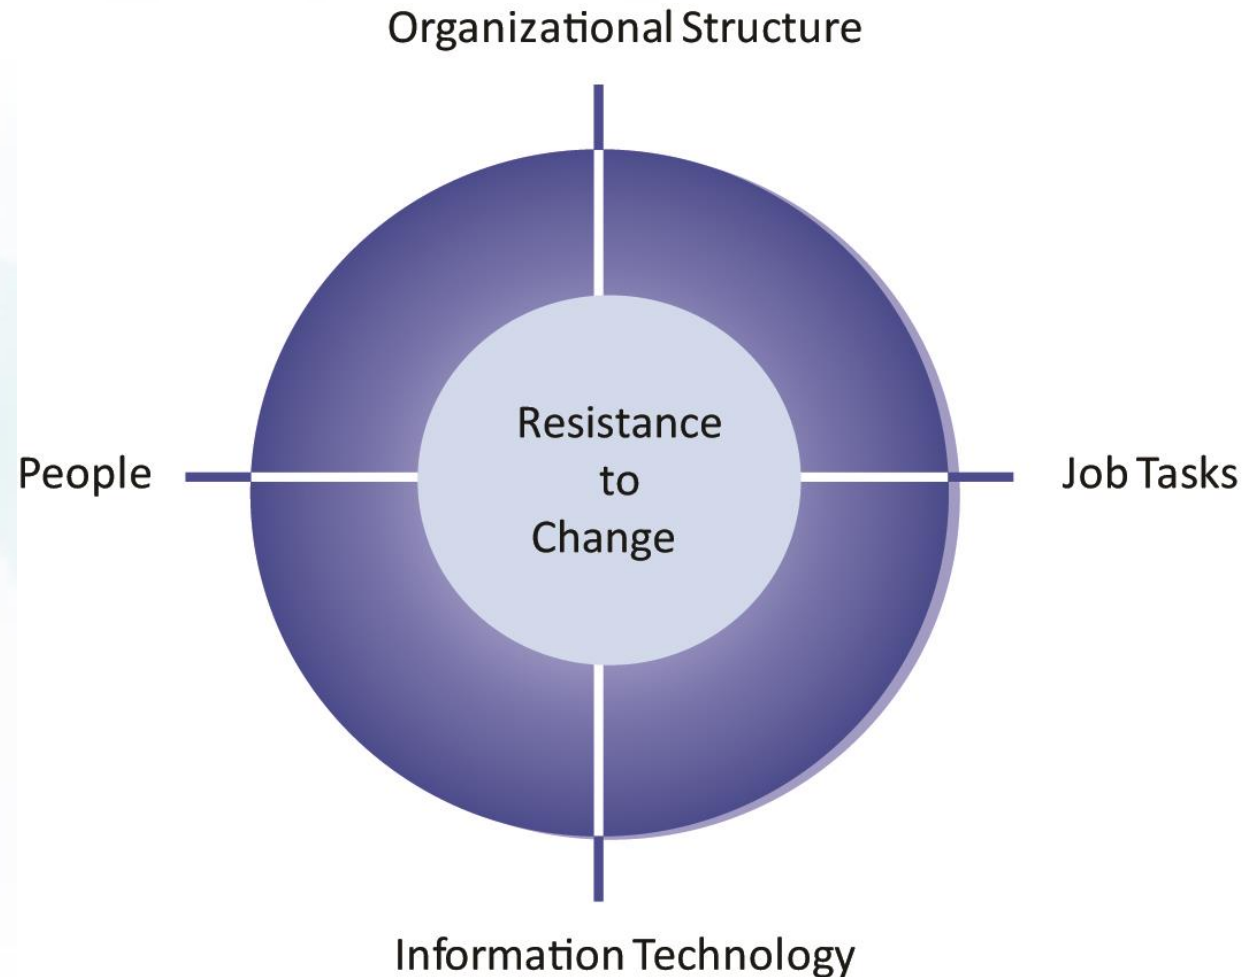 Organizational Structure
Resistance
to
Change
People
Job Tasks
Information Technology